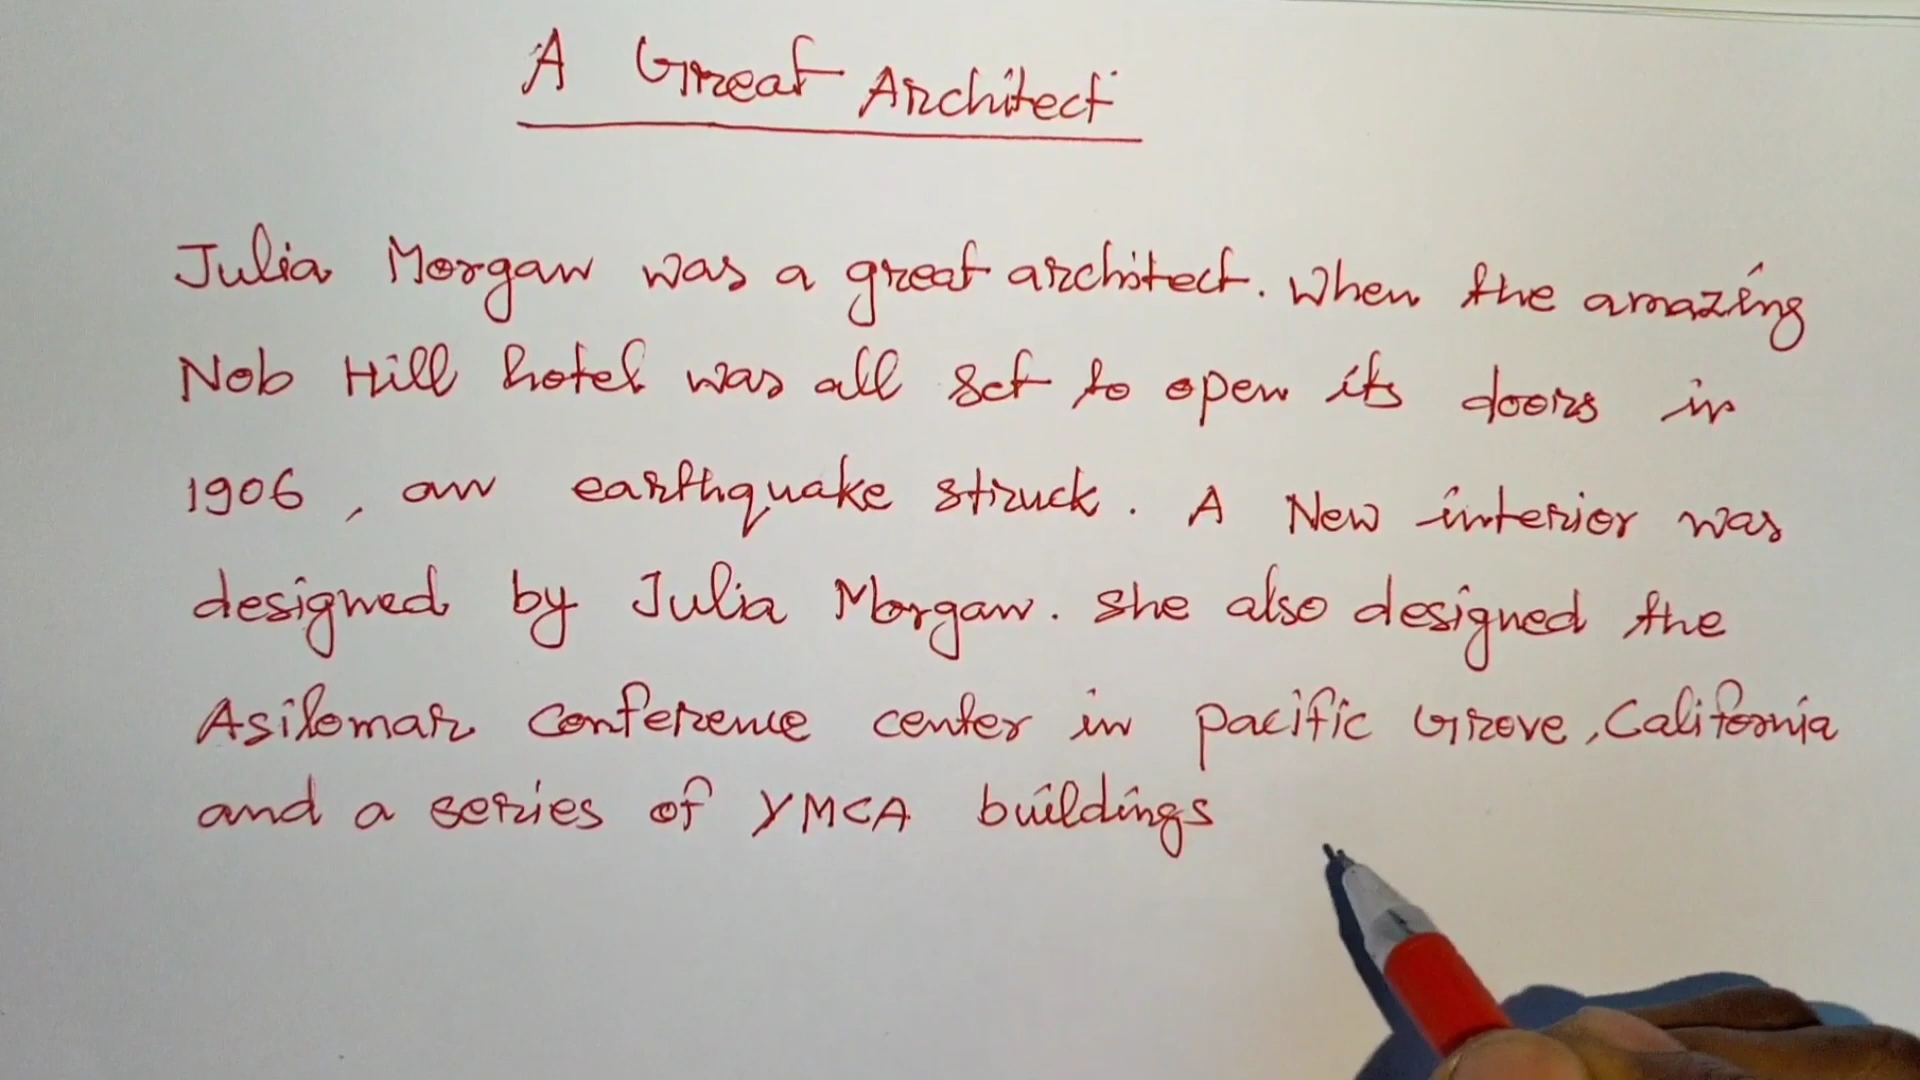 A Great Architect
Julia Morgan was a great architect. When the amazing
Nob Hill hotel was all set to open its doors in
1906, an earthquake struck. A New interior was
designed by Julia Morgan. She also designed the
Asilomar Conference center in pacific Grove, California
and a series of YMCA buildings